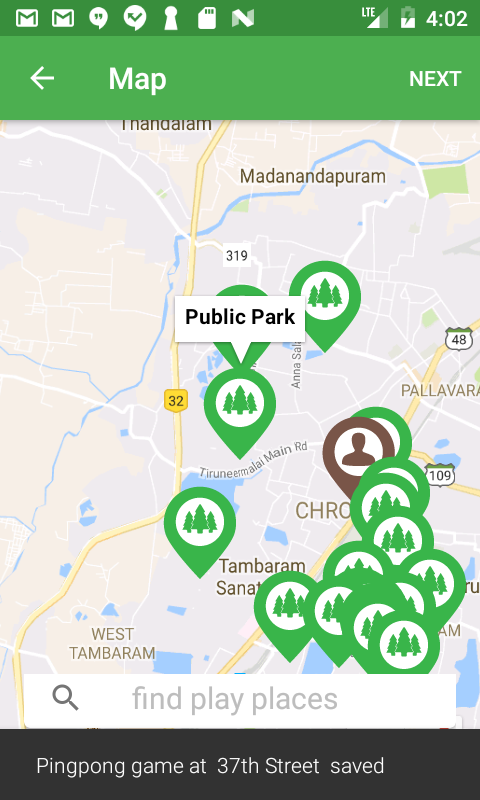 LTE
4:02
Map
NEXT
Thandalam
Madanandapuram
319
Public Park
Anna Sal
48
32
PALLAVARA
Tiruneermalai Main Rd
109
CHRO
Tambaram
Sanat
WEST
TAMBARAM
AM
find play places
Pingpong game at 37th Street saved